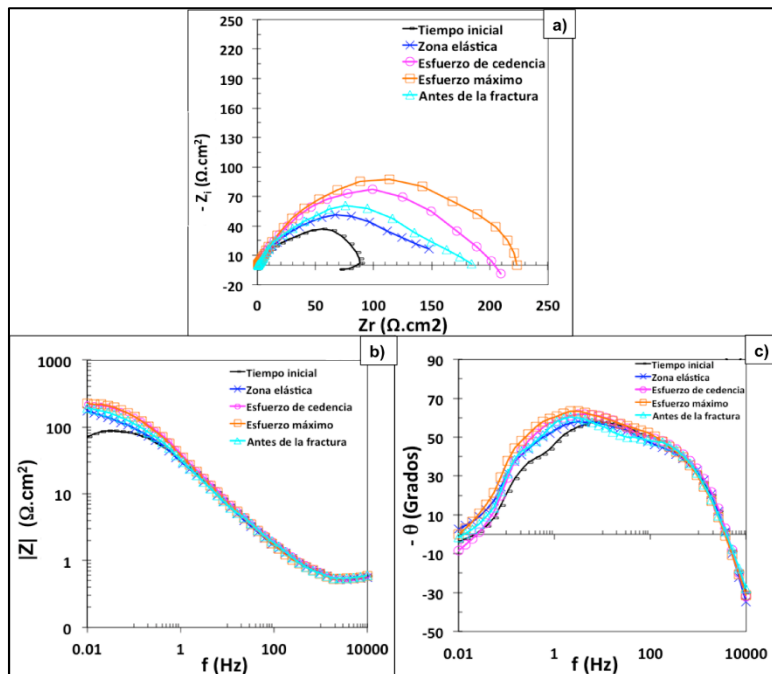 a)
Tiempo inicial
Zona elástica
Esfuerzo de cedencia
Esfuerzo máximo
Antes de la fractura
- Zi (Ω.cm²)
250
220
190
160
130
100
70
40
10
-20
0 50 100 150 200 250
Zr (Ω.cm2)
b)
Tiempo inicial
Zona elástica
Esfuerzo de cedencia
Esfuerzo máximo
Antes de la fractura
|Z| (Ω.cm²)
1000
100
10
1
0
0.01 1 100 10000
f (Hz)
c)
Tiempo inicial
Zona elástica
Esfuerzo de cedencia
Esfuerzo máximo
Antes de la fractura
- θ (Grados)
90
70
50
30
10
-10
-30
-50
0.01 1 100 10000
f (Hz)